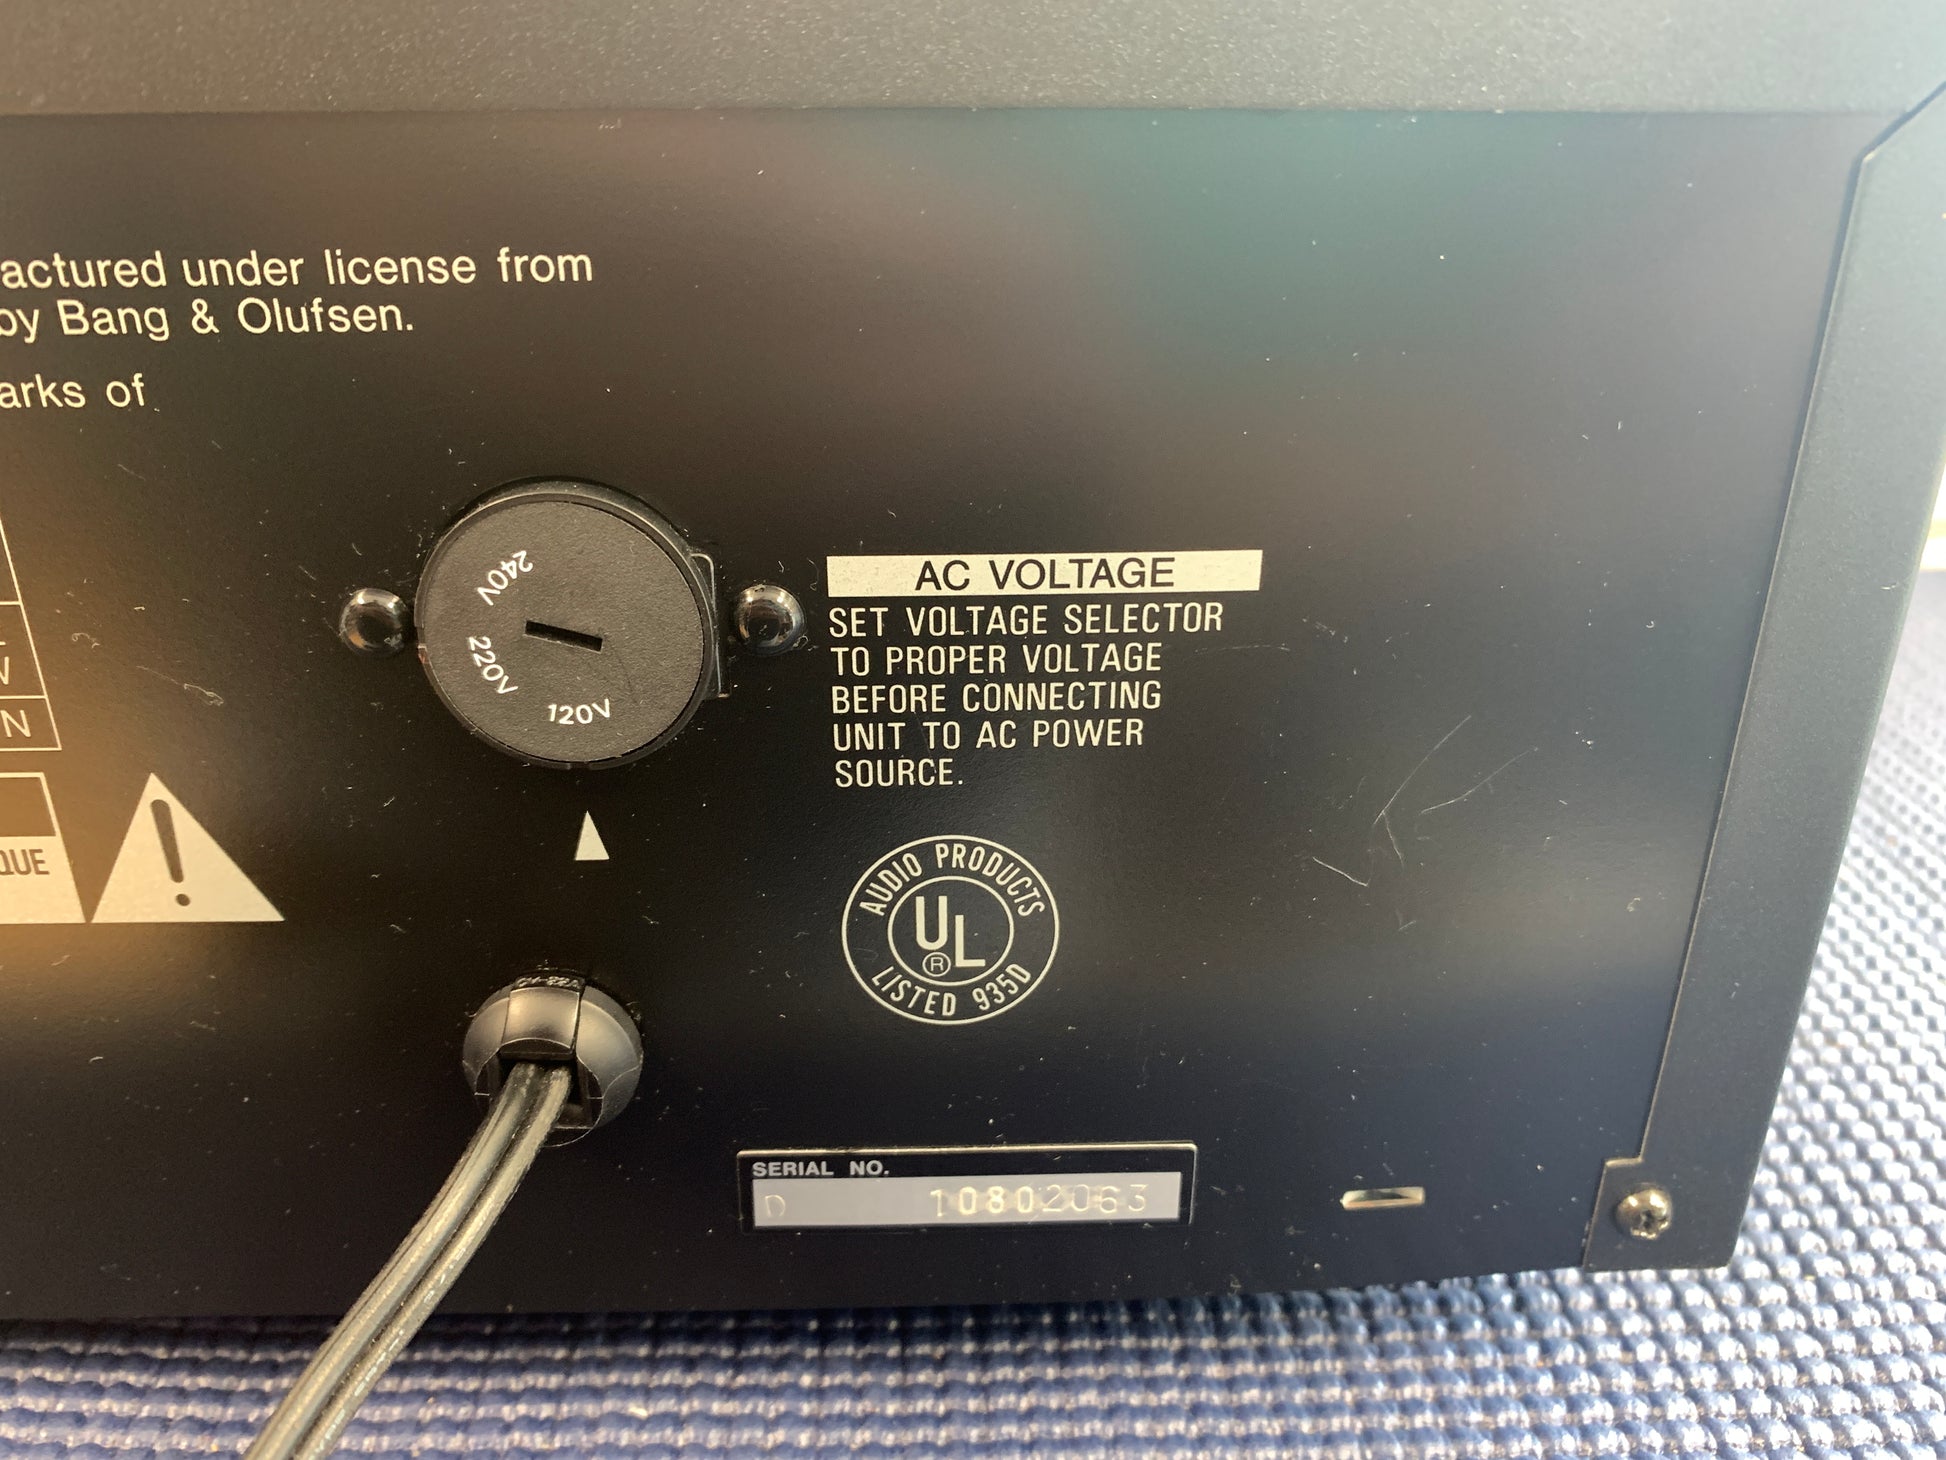 actured under license from
by Bang & Olufsen.
arks of
240V
220V
120V
AC VOLTAGE
SET VOLTAGE SELECTOR
TO PROPER VOLTAGE
BEFORE CONNECTING
UNIT TO AC POWER
SOURCE.
N
QUE
AUDIO PRODUCTS
UL
®
LISTED 935D
SERIAL NO.
D 10802063